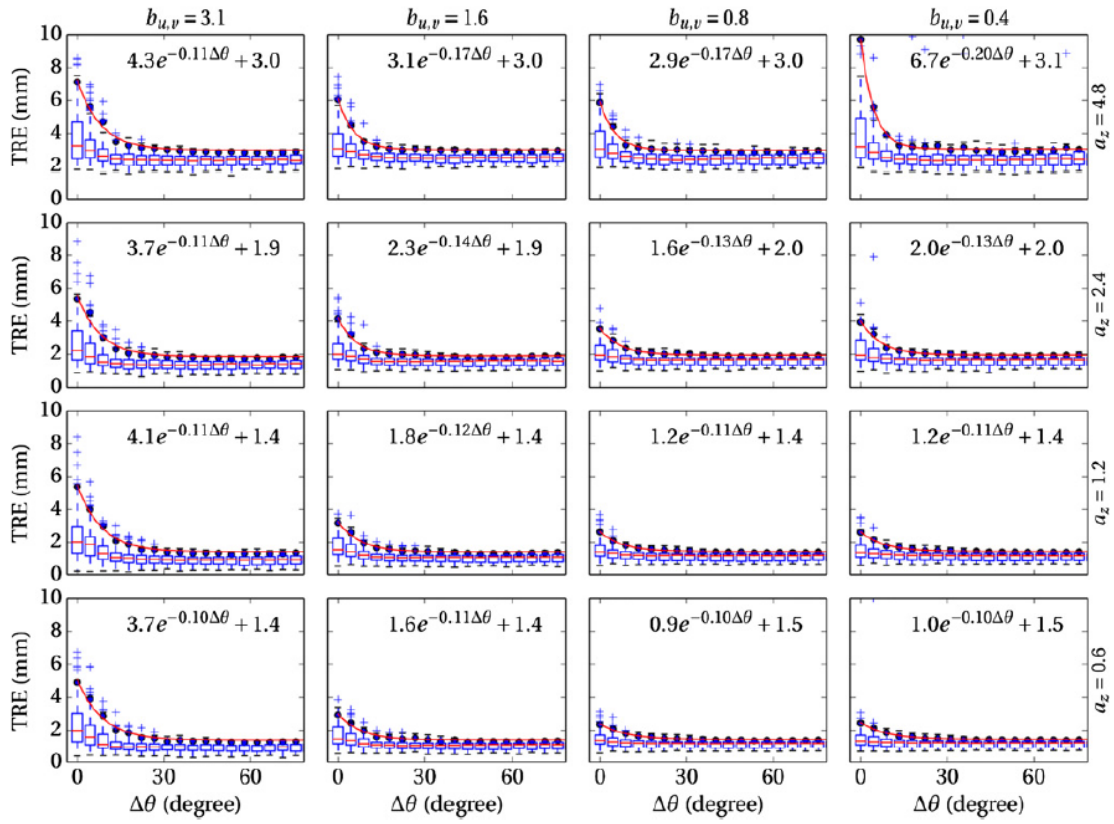 b_{u,v} = 3.1 b_{u,v} = 1.6 b_{u,v} = 0.8 b_{u,v} = 0.4
10
8
6
4
2
0
TRE (mm)
4.3e^{-0.11Δθ} + 3.0 3.1e^{-0.17Δθ} + 3.0 2.9e^{-0.17Δθ} + 3.0 6.7e^{-0.20Δθ} + 3.1
a_z = 4.8
10
8
6
4
2
0
TRE (mm)
3.7e^{-0.11Δθ} + 1.9 2.3e^{-0.14Δθ} + 1.9 1.6e^{-0.13Δθ} + 2.0 2.0e^{-0.13Δθ} + 2.0
a_z = 2.4
10
8
6
4
2
0
TRE (mm)
4.1e^{-0.11Δθ} + 1.4 1.8e^{-0.12Δθ} + 1.4 1.2e^{-0.11Δθ} + 1.4 1.2e^{-0.11Δθ} + 1.4
a_z = 1.2
10
8
6
4
2
0
TRE (mm)
3.7e^{-0.10Δθ} + 1.4 1.6e^{-0.11Δθ} + 1.4 0.9e^{-0.10Δθ} + 1.5 1.0e^{-0.10Δθ} + 1.5
a_z = 0.6
0 30 60 0 30 60 0 30 60 0 30 60
Δθ (degree) Δθ (degree) Δθ (degree) Δθ (degree)